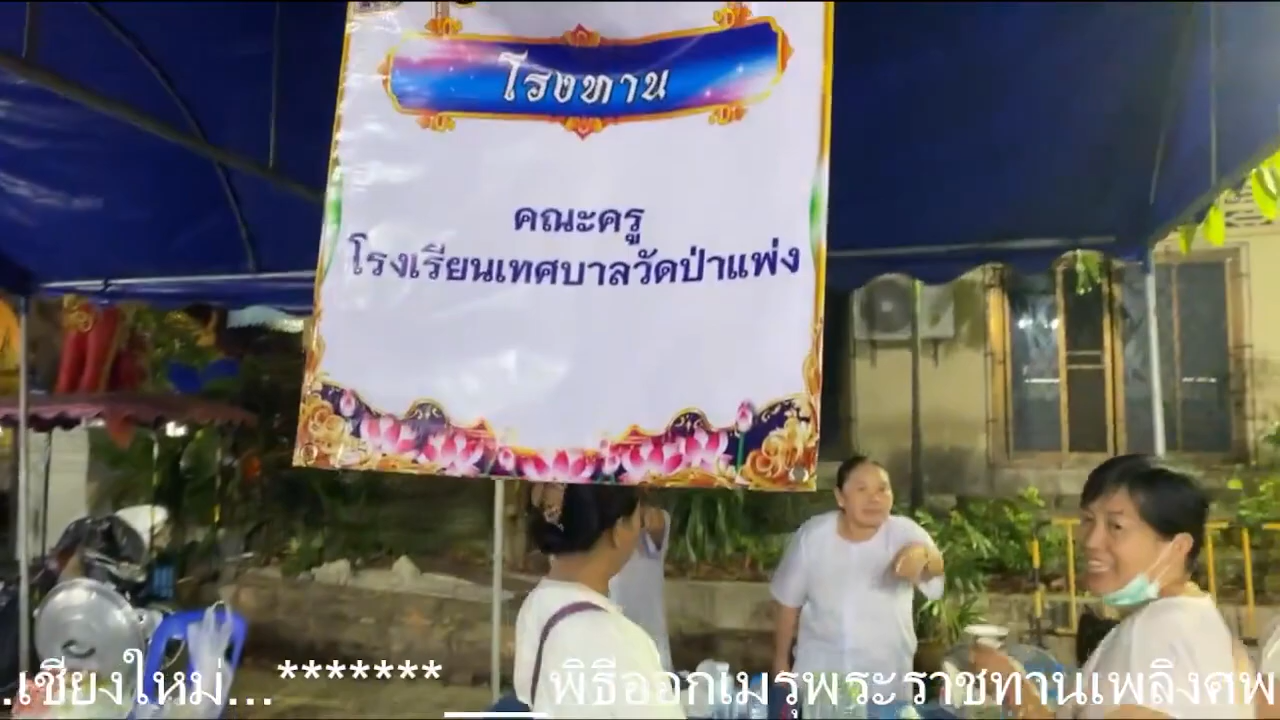 โรงทาน
คณะครู
โรงเรียนเทศบาลวัดป่าแพ่ง
..เชียงใหม่...******* พิธีออกเมรุพระราชทานเพลิงศพ